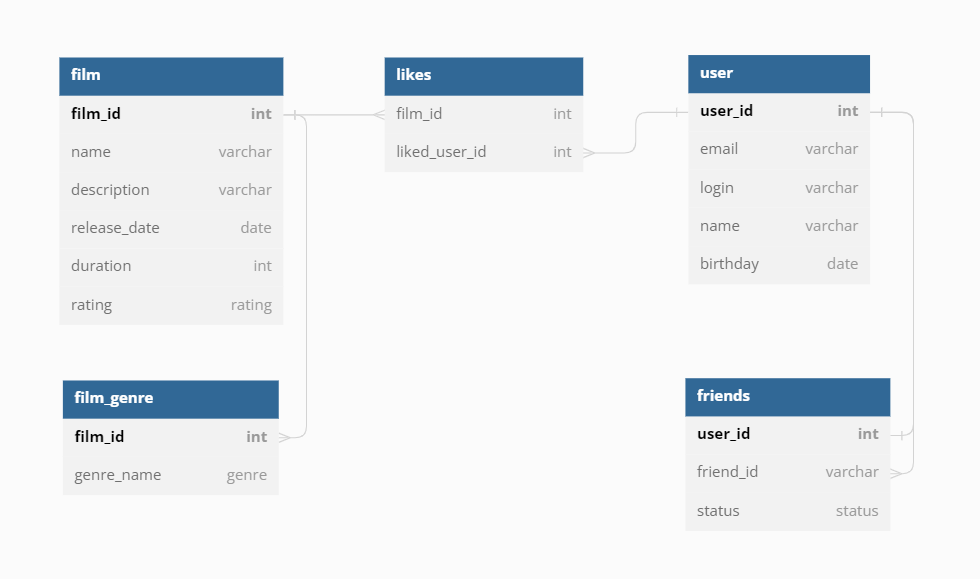 film
film_id int
name varchar
description varchar
release_date date
duration int
rating rating
likes
film_id int
liked_user_id int
user
user_id int
email varchar
login varchar
name varchar
birthday date
film_genre
film_id int
genre_name genre
friends
user_id int
friend_id varchar
status status